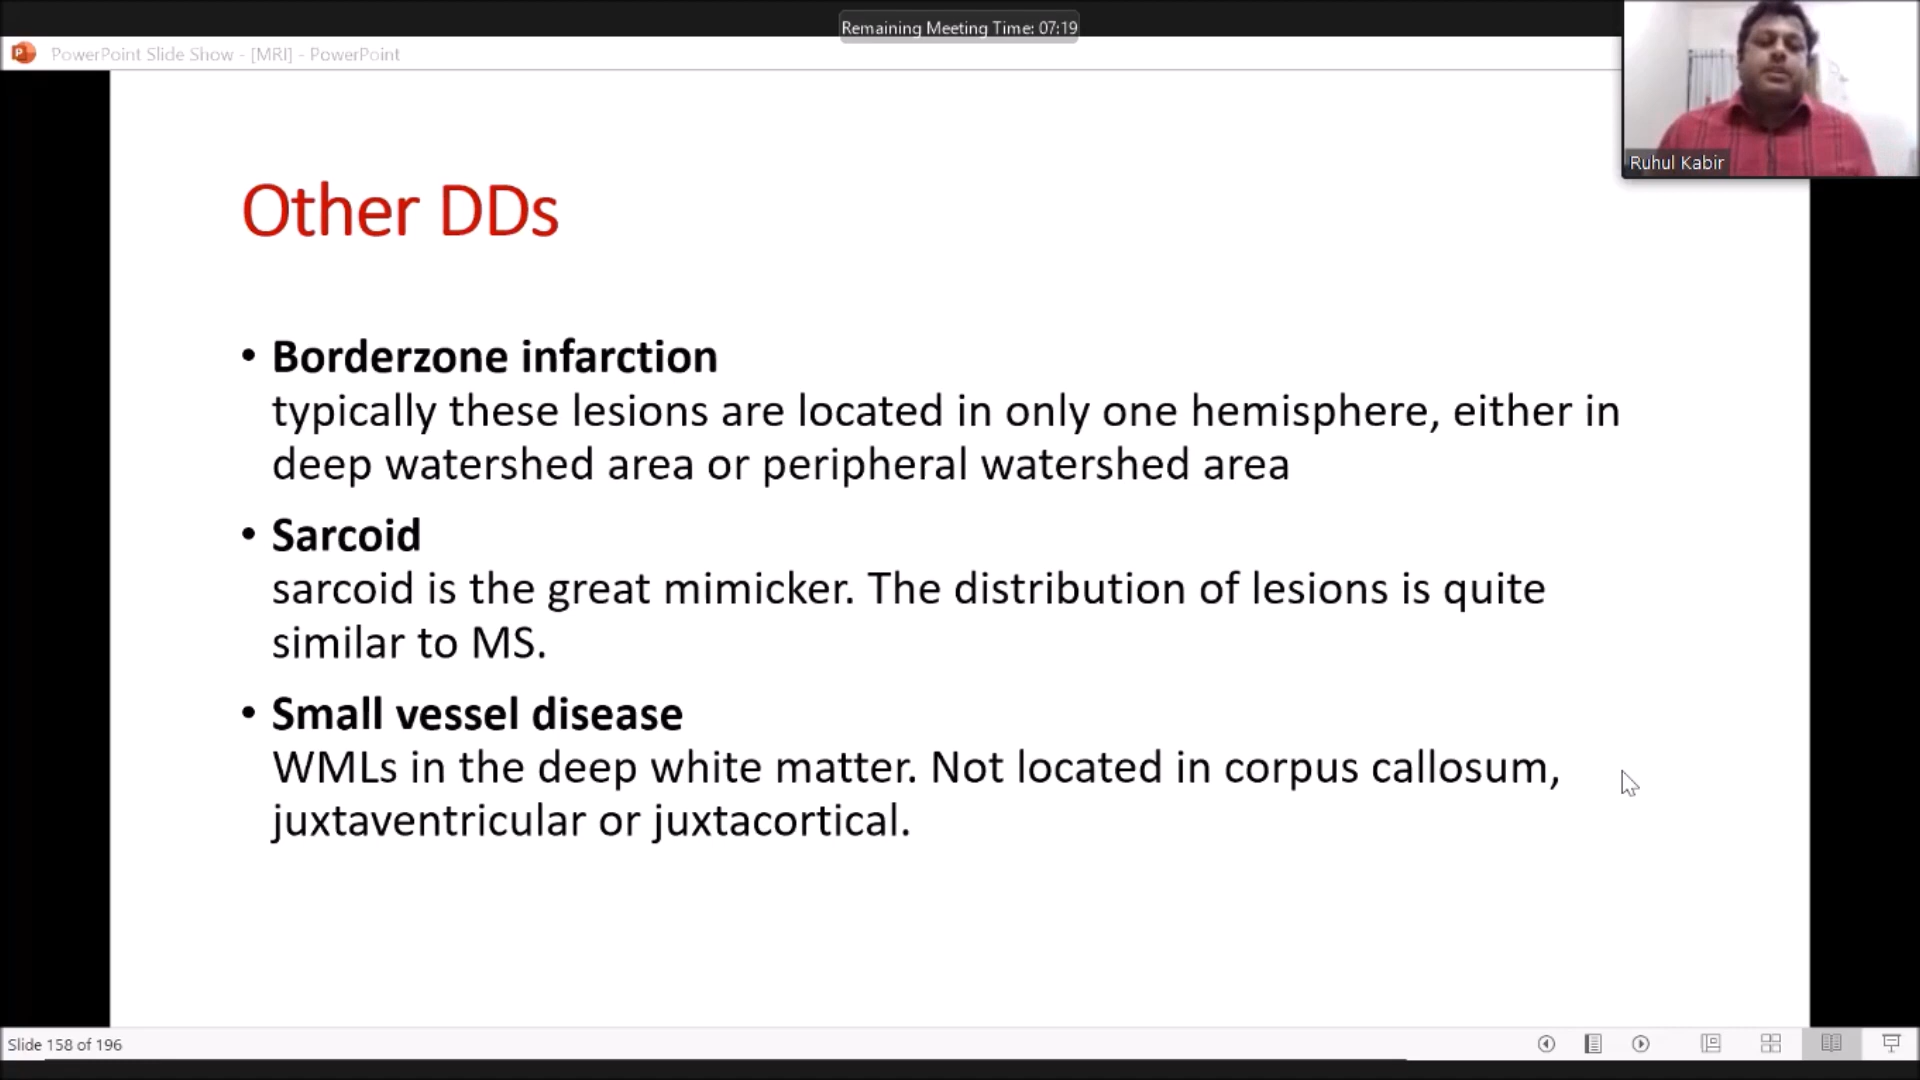 Remaining Meeting Time: 07:19
PowerPoint Slide Show - [MRI] - PowerPoint
Ruhul Kabir
Other DDs
• Borderzone infarction
typically these lesions are located in only one hemisphere, either in
deep watershed area or peripheral watershed area
• Sarcoid
sarcoid is the great mimicker. The distribution of lesions is quite
similar to MS.
• Small vessel disease
WMLs in the deep white matter. Not located in corpus callosum,
juxtaventricular or juxtacortical.
Slide 158 of 196